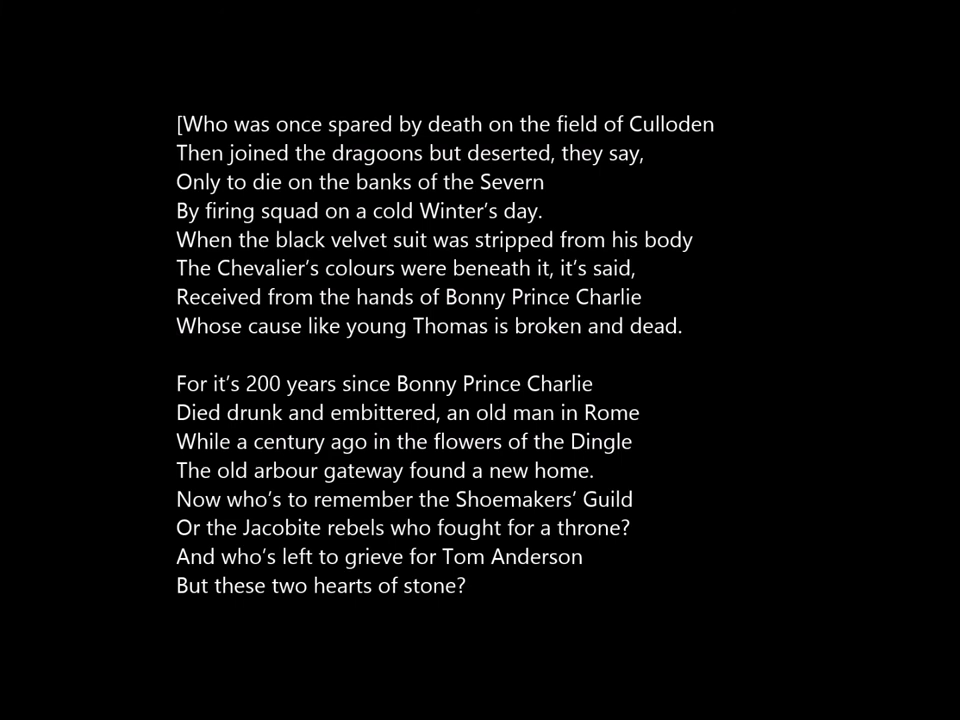 [Who was once spared by death on the field of Culloden
Then joined the dragoons but deserted, they say,
Only to die on the banks of the Severn
By firing squad on a cold Winter's day.
When the black velvet suit was stripped from his body
The Chevalier's colours were beneath it, it's said,
Received from the hands of Bonny Prince Charlie
Whose cause like young Thomas is broken and dead.

For it's 200 years since Bonny Prince Charlie
Died drunk and embittered, an old man in Rome
While a century ago in the flowers of the Dingle
The old arbour gateway found a new home.
Now who's to remember the Shoemakers' Guild
Or the Jacobite rebels who fought for a throne?
And who's left to grieve for Tom Anderson
But these two hearts of stone?